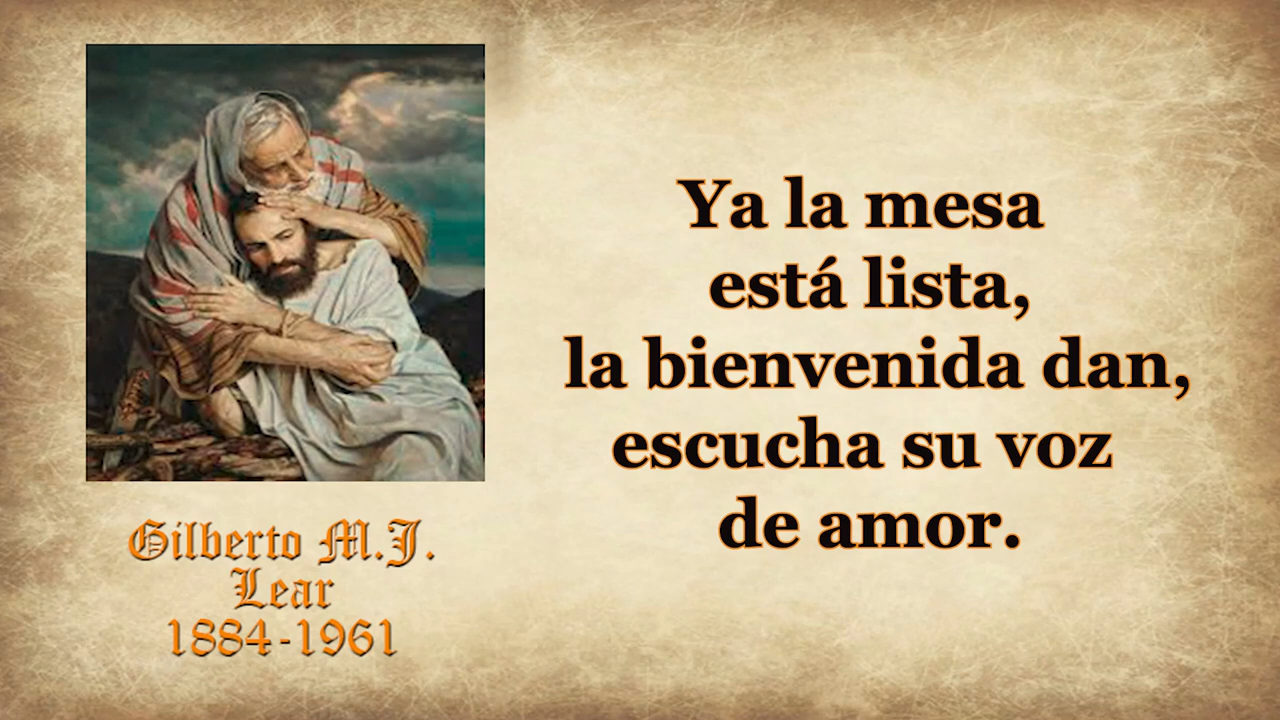 Ya la mesa
está lista,
la bienvenida dan,
escucha su voz
de amor.
Gilberto M.J.
Lear
1884-1961